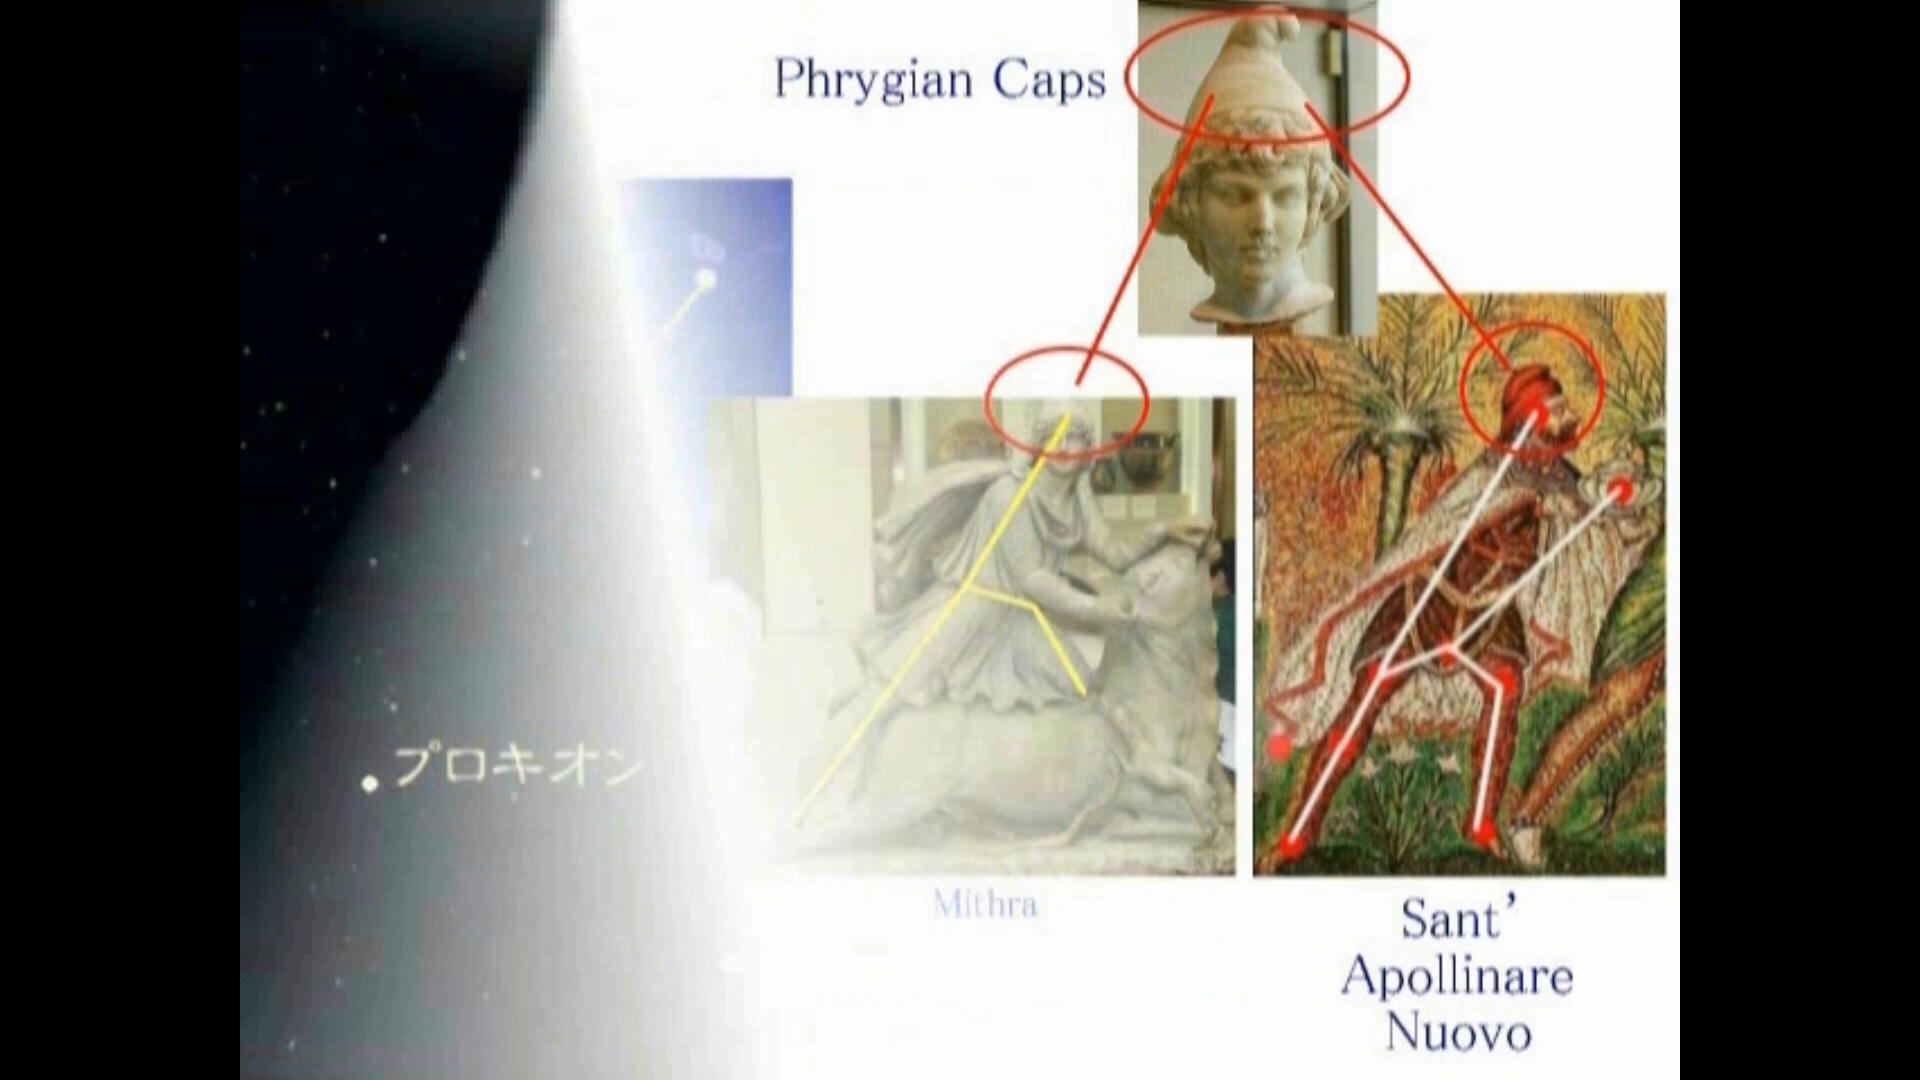 Phrygian Caps
プロキオン
Mithra
Sant’
Apollinare
Nuovo